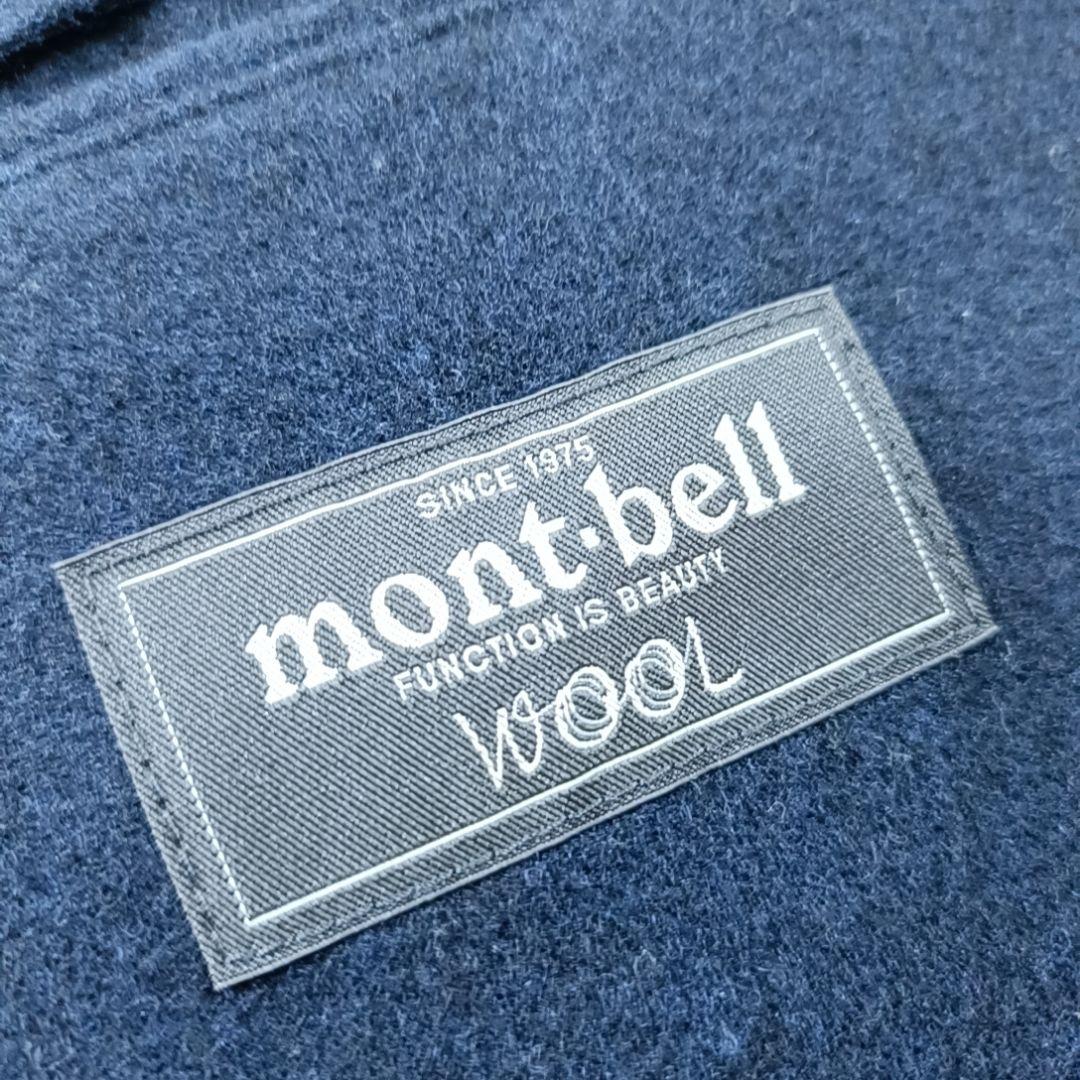 SINCE 1975
mont·bell
FUNCTION IS BEAUTY
WOOL